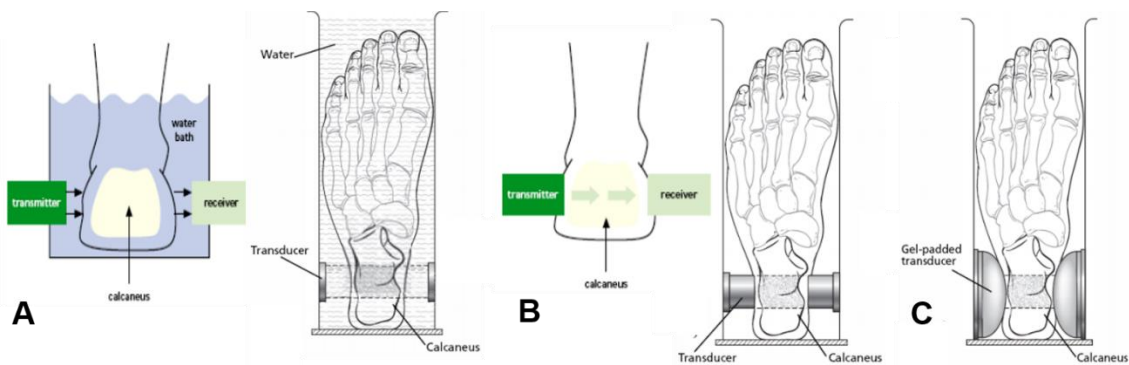 water
bath
transmitter
receiver
calcaneus
A
Water
Transducer
Calcaneus
transmitter
receiver
calcaneus
B
Transducer
Calcaneus
Gel-padded
transducer
C
Calcaneus